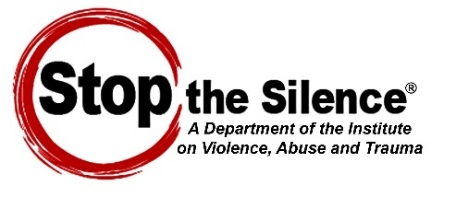 Stop the Silence®
A Department of the Institute
on Violence, Abuse and Trauma